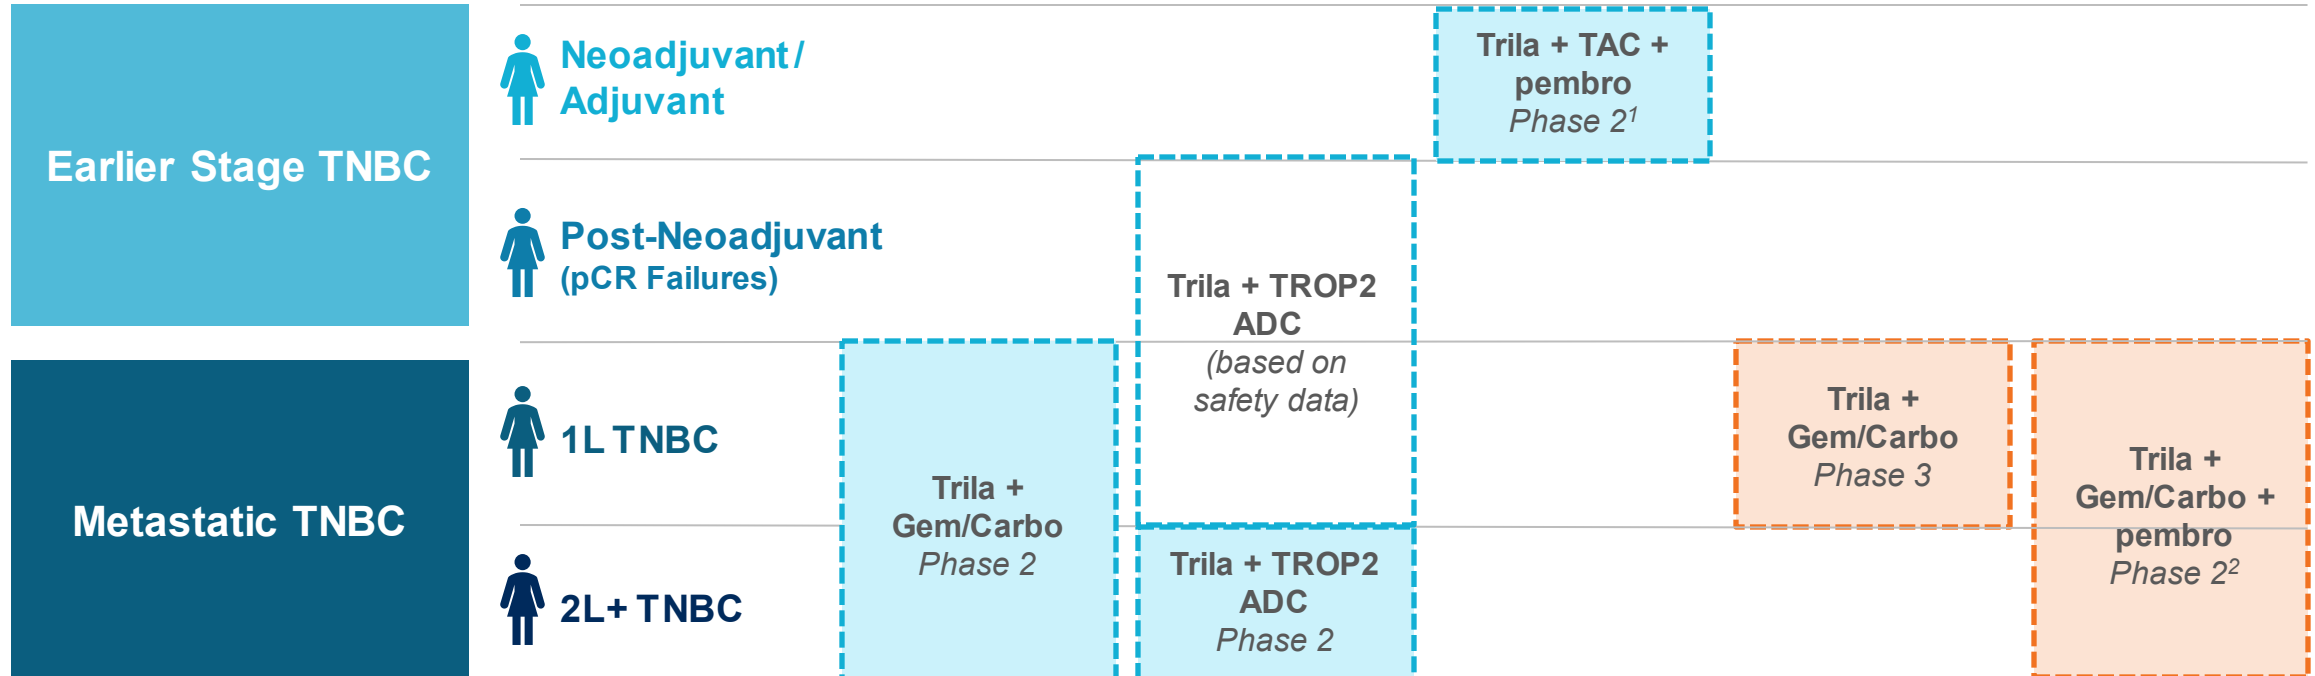 Earlier Stage TNBC
Metastatic TNBC
Neoadjuvant/
Adjuvant
Post-Neoadjuvant
(pCR Failures)
1L TNBC
2L+ TNBC
Trila +
Gem/Carbo
Phase 2
Trila + TROP2
ADC
(based on
safety data)
Trila + TROP2
ADC
Phase 2
Trila + TAC +
pembro
Phase 2¹
Trila +
Gem/Carbo
Phase 3
Trila +
Gem/Carbo +
pembro
Phase 2²